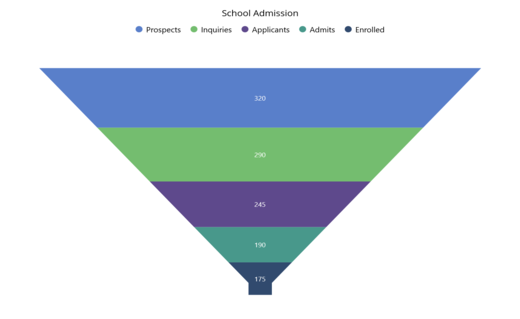 School Admission
Prospects Inquiries Applicants Admits Enrolled
320
290
245
190
175